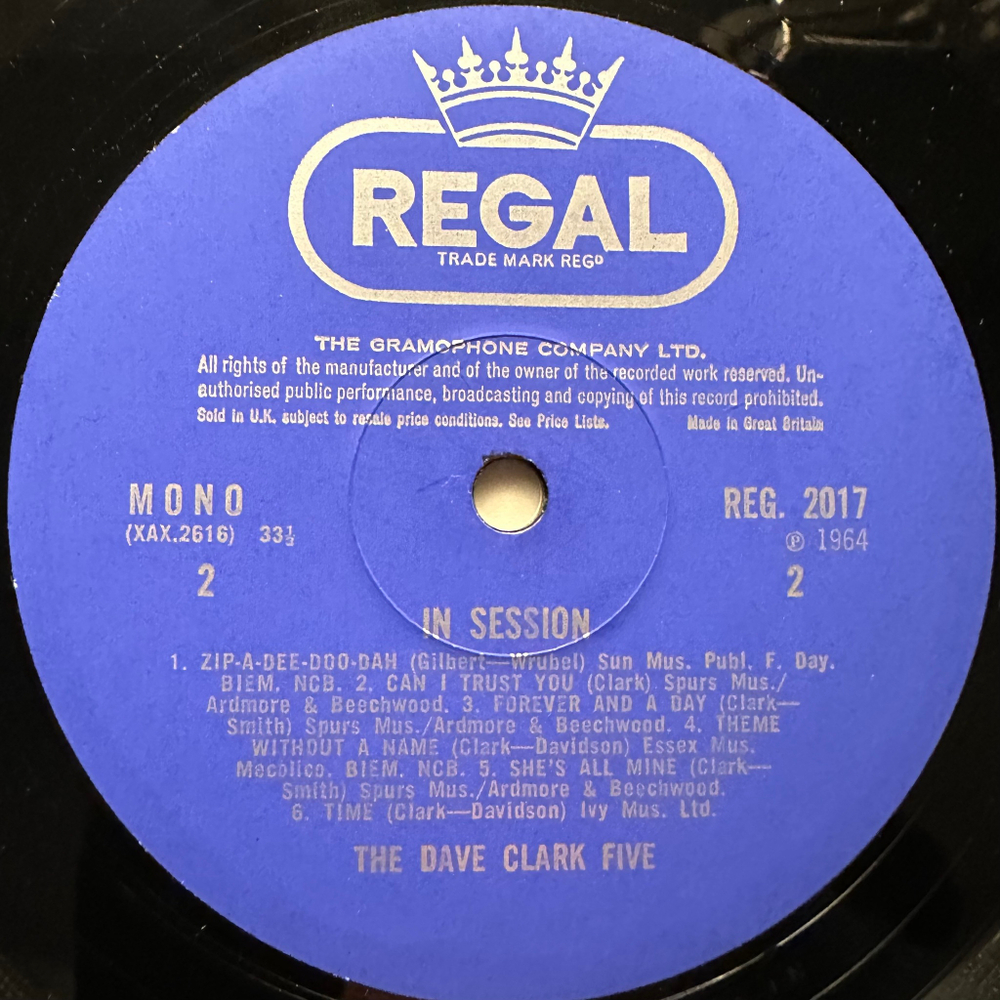 REGAL
TRADE MARK REGD
THE GRAMOPHONE COMPANY LTD.
All rights of the manufacturer and of the owner of the recorded work reserved. Un-
authorised public performance, broadcasting and copying of this record prohibited.
Sold in U.K. subject to resale price conditions. See Price Lists. Made in Great Britain
MONO REG. 2017
(XAX.2616) 33⅓ ℗ 1964
2 2
IN SESSION
1. ZIP-A-DEE-DOO-DAH (Gilbert—Wrubel) Sun Mus. Publ. F. Day.
BIEM. NCB. 2. CAN I TRUST YOU (Clark) Spurs Mus./
Ardmore & Beechwood. 3. FOREVER AND A DAY (Clark—
Smith) Spurs Mus./Ardmore & Beechwood. 4. THEME
WITHOUT A NAME (Clark—Davidson) Essex Mus.
Mecolico. BIEM. NCB. 5. SHE'S ALL MINE (Clark—
Smith) Spurs Mus./Ardmore & Beechwood.
6. TIME (Clark—Davidson) Ivy Mus. Ltd.
THE DAVE CLARK FIVE